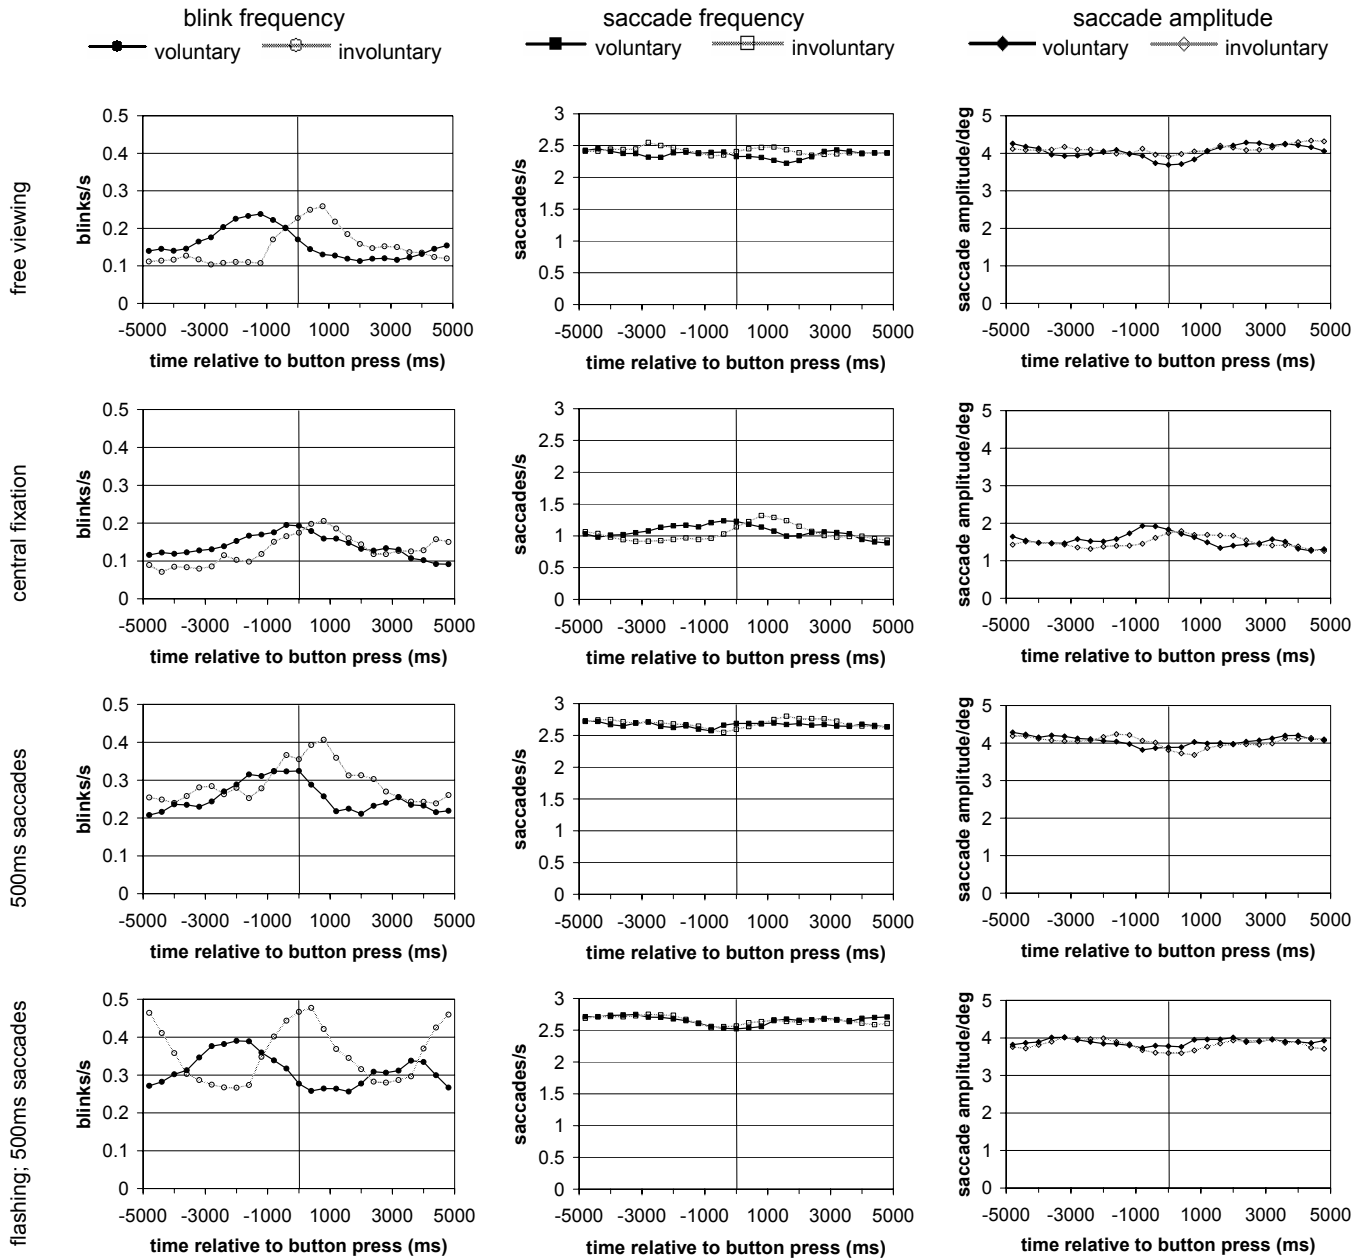 blink frequency
voluntary involuntary
saccade frequency
voluntary involuntary
saccade amplitude
voluntary involuntary
free viewing
blinks/s
0.5
0.4
0.3
0.2
0.1
0
-5000 -3000 -1000 1000 3000 5000
time relative to button press (ms)
saccades/s
3
2.5
2
1.5
1
0.5
0
-5000 -3000 -1000 1000 3000 5000
time relative to button press (ms)
saccade amplitude/deg
5
4
3
2
1
0
-5000 -3000 -1000 1000 3000 5000
time relative to button press (ms)
central fixation
blinks/s
0.5
0.4
0.3
0.2
0.1
0
-5000 -3000 -1000 1000 3000 5000
time relative to button press (ms)
saccades/s
3
2.5
2
1.5
1
0.5
0
-5000 -3000 -1000 1000 3000 5000
time relative to button press (ms)
saccade amplitude/deg
5
4
3
2
1
0
-5000 -3000 -1000 1000 3000 5000
time relative to button press (ms)
500ms saccades
blinks/s
0.5
0.4
0.3
0.2
0.1
0
-5000 -3000 -1000 1000 3000 5000
time relative to button press (ms)
saccades/s
3
2.5
2
1.5
1
0.5
0
-5000 -3000 -1000 1000 3000 5000
time relative to button press (ms)
saccade amplitude/deg
5
4
3
2
1
0
-5000 -3000 -1000 1000 3000 5000
time relative to button press (ms)
flashing; 500ms saccades
blinks/s
0.5
0.4
0.3
0.2
0.1
0
-5000 -3000 -1000 1000 3000 5000
time relative to button press (ms)
saccades/s
3
2.5
2
1.5
1
0.5
0
-5000 -3000 -1000 1000 3000 5000
time relative to button press (ms)
saccade amplitude/deg
5
4
3
2
1
0
-5000 -3000 -1000 1000 3000 5000
time relative to button press (ms)